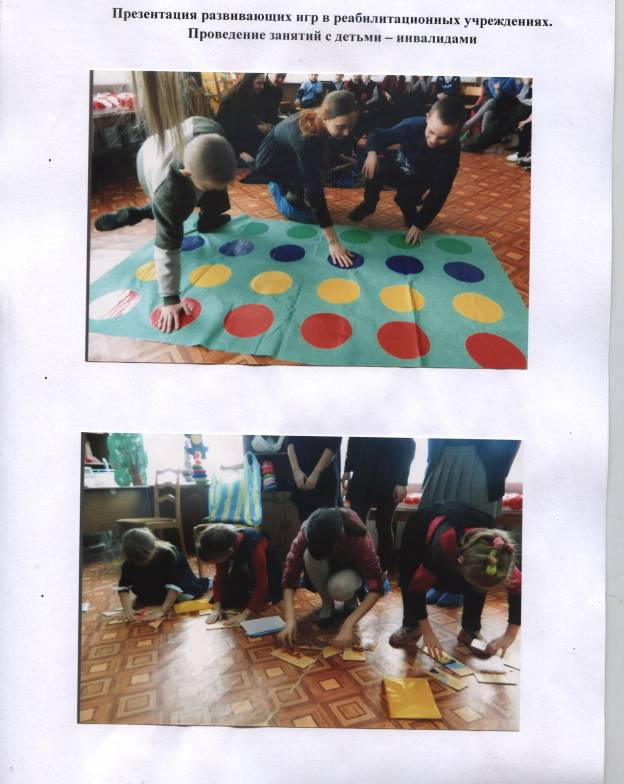 Презентация развивающих игр в реабилитационных учреждениях.
Проведение занятий с детьми – инвалидами